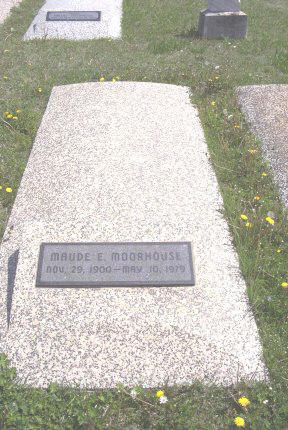 MAUDE E. MOORHOUSE
NOV. 29, 1900 — MAY 10, 1979